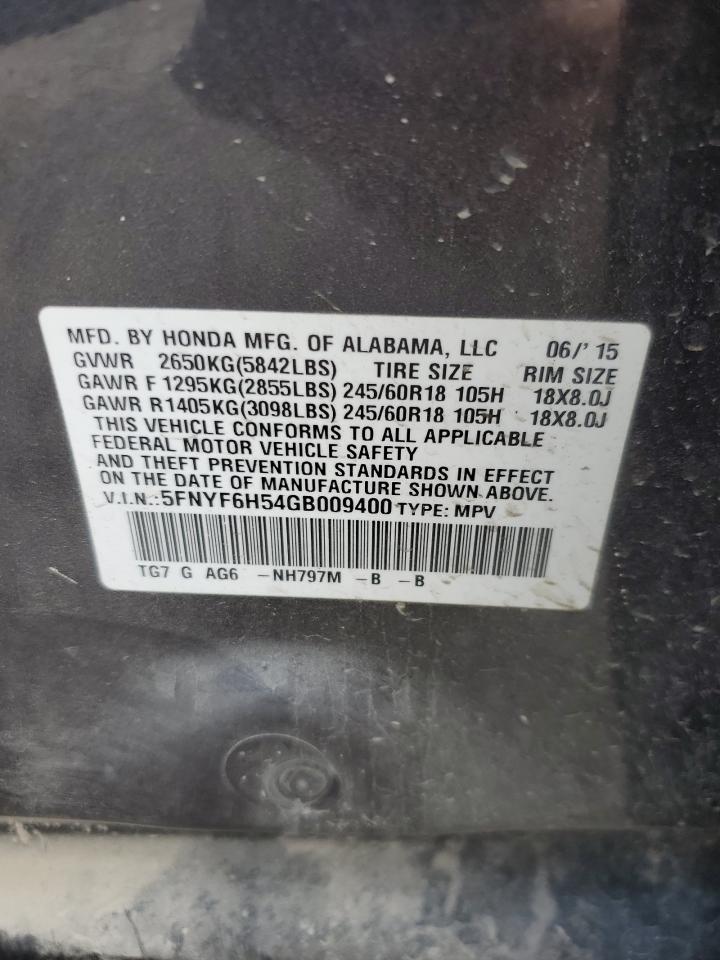 MFD. BY HONDA MFG. OF ALABAMA, LLC 06/'15
GVWR 2650KG(5842LBS) TIRE SIZE RIM SIZE
GAWR F 1295KG(2855LBS) 245/60R18 105H 18X8.0J
GAWR R1405KG(3098LBS) 245/60R18 105H 18X8.0J
THIS VEHICLE CONFORMS TO ALL APPLICABLE
FEDERAL MOTOR VEHICLE SAFETY
AND THEFT PREVENTION STANDARDS IN EFFECT
ON THE DATE OF MANUFACTURE SHOWN ABOVE.
V.I.N.:5FNYF6H54GB009400 TYPE: MPV
TG7 G AG6 -NH797M -B -B